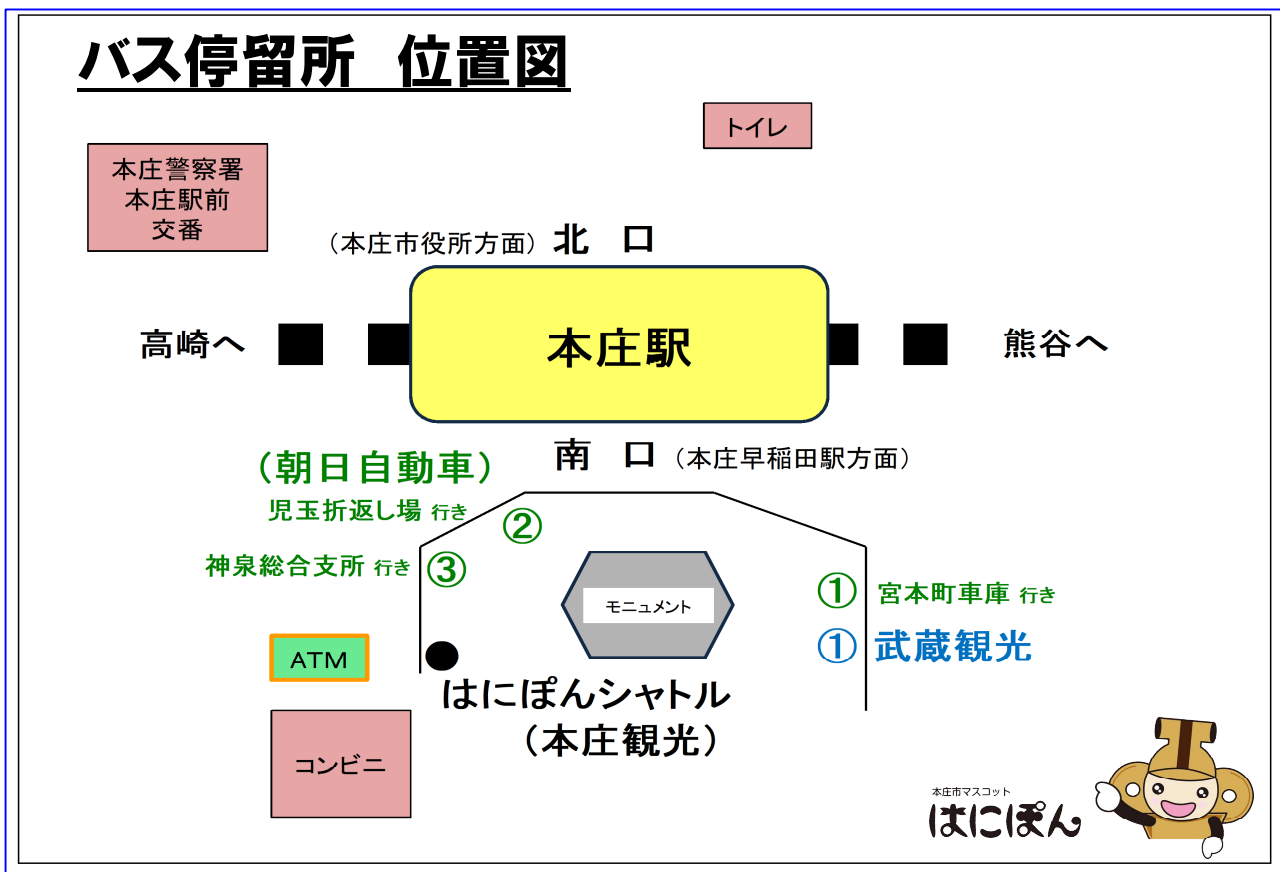 バス停留所　位置図
トイレ
本庄警察署
本庄駅前
交番
（本庄市役所方面）北　口
高崎へ
本庄駅
熊谷へ
南　口（本庄早稲田駅方面）
（朝日自動車）
児玉折返し場 行き
②
神泉総合支所 行き
③
モニュメント
① 宮本町車庫 行き
① 武蔵観光
ATM
はにぽんシャトル
（本庄観光）
コンビニ
本庄市マスコット
はにぽん